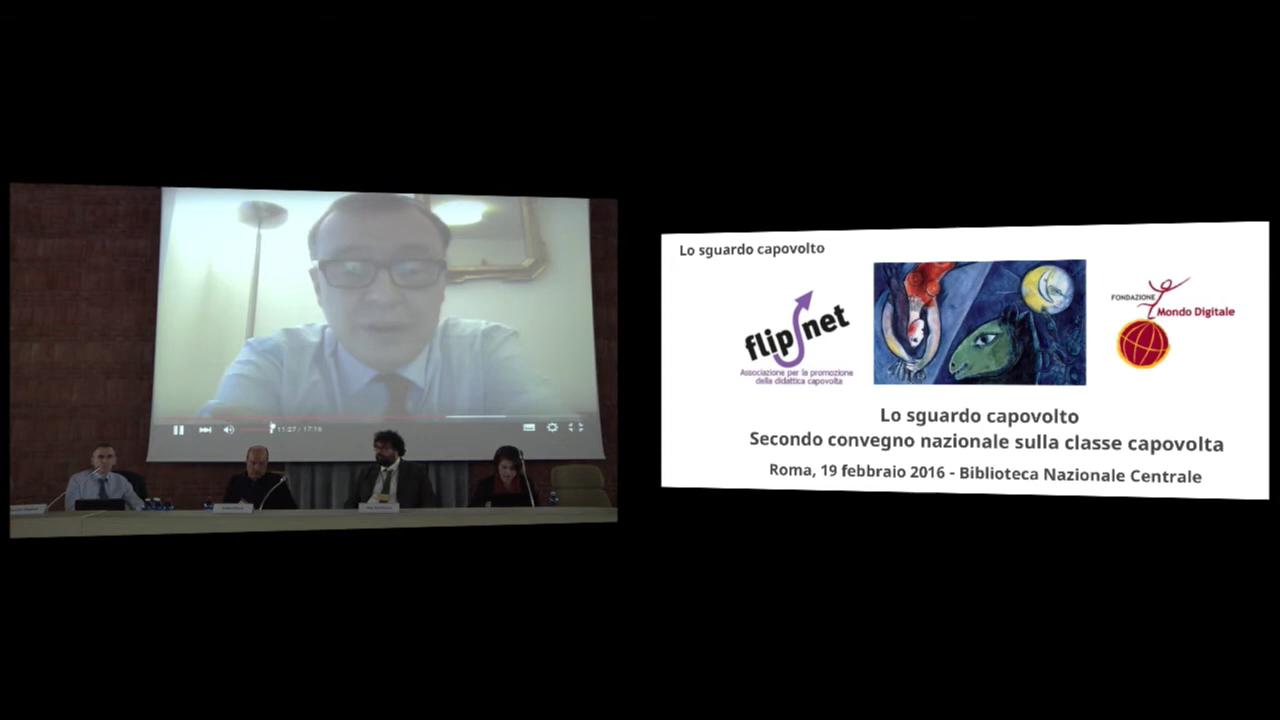 11:27 / 17:16
Lo sguardo capovolto
flipnet
Associazione per la promozione
della didattica capovolta
FONDAZIONE
Mondo Digitale
Lo sguardo capovolto
Secondo convegno nazionale sulla classe capovolta
Roma, 19 febbraio 2016 - Biblioteca Nazionale Centrale